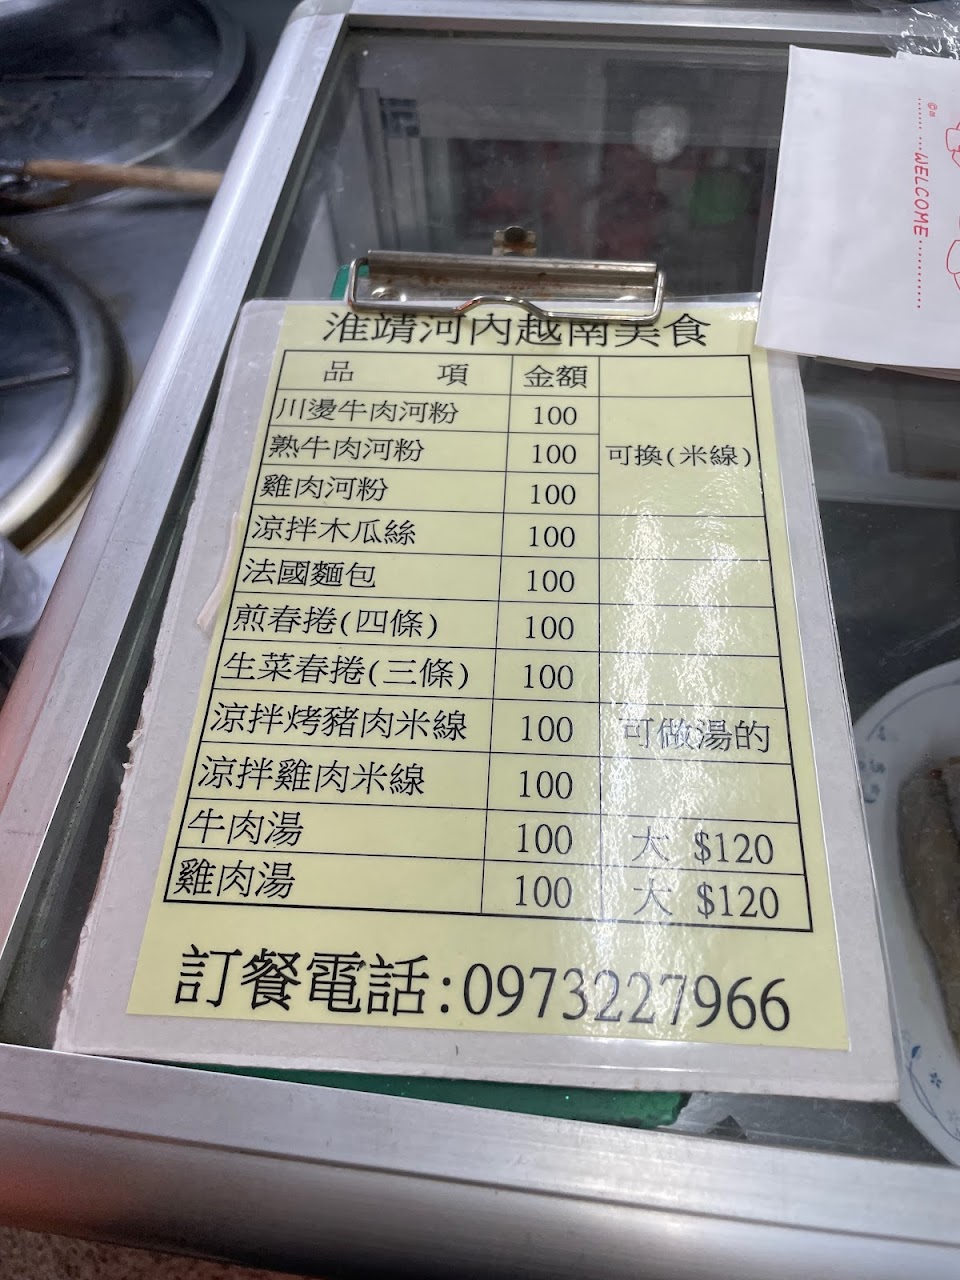 淮靖河內越南美食
品 項 金額
川燙牛肉河粉 100
熟牛肉河粉 100 可換(米線)
雞肉河粉 100
涼拌木瓜絲 100
法國麵包 100
煎春捲(四條) 100
生菜春捲(三條) 100
涼拌烤豬肉米線 100 可做湯的
涼拌雞肉米線 100
牛肉湯 100 大 $120
雞肉湯 100 大 $120
訂餐電話:0973227966
WELCOME